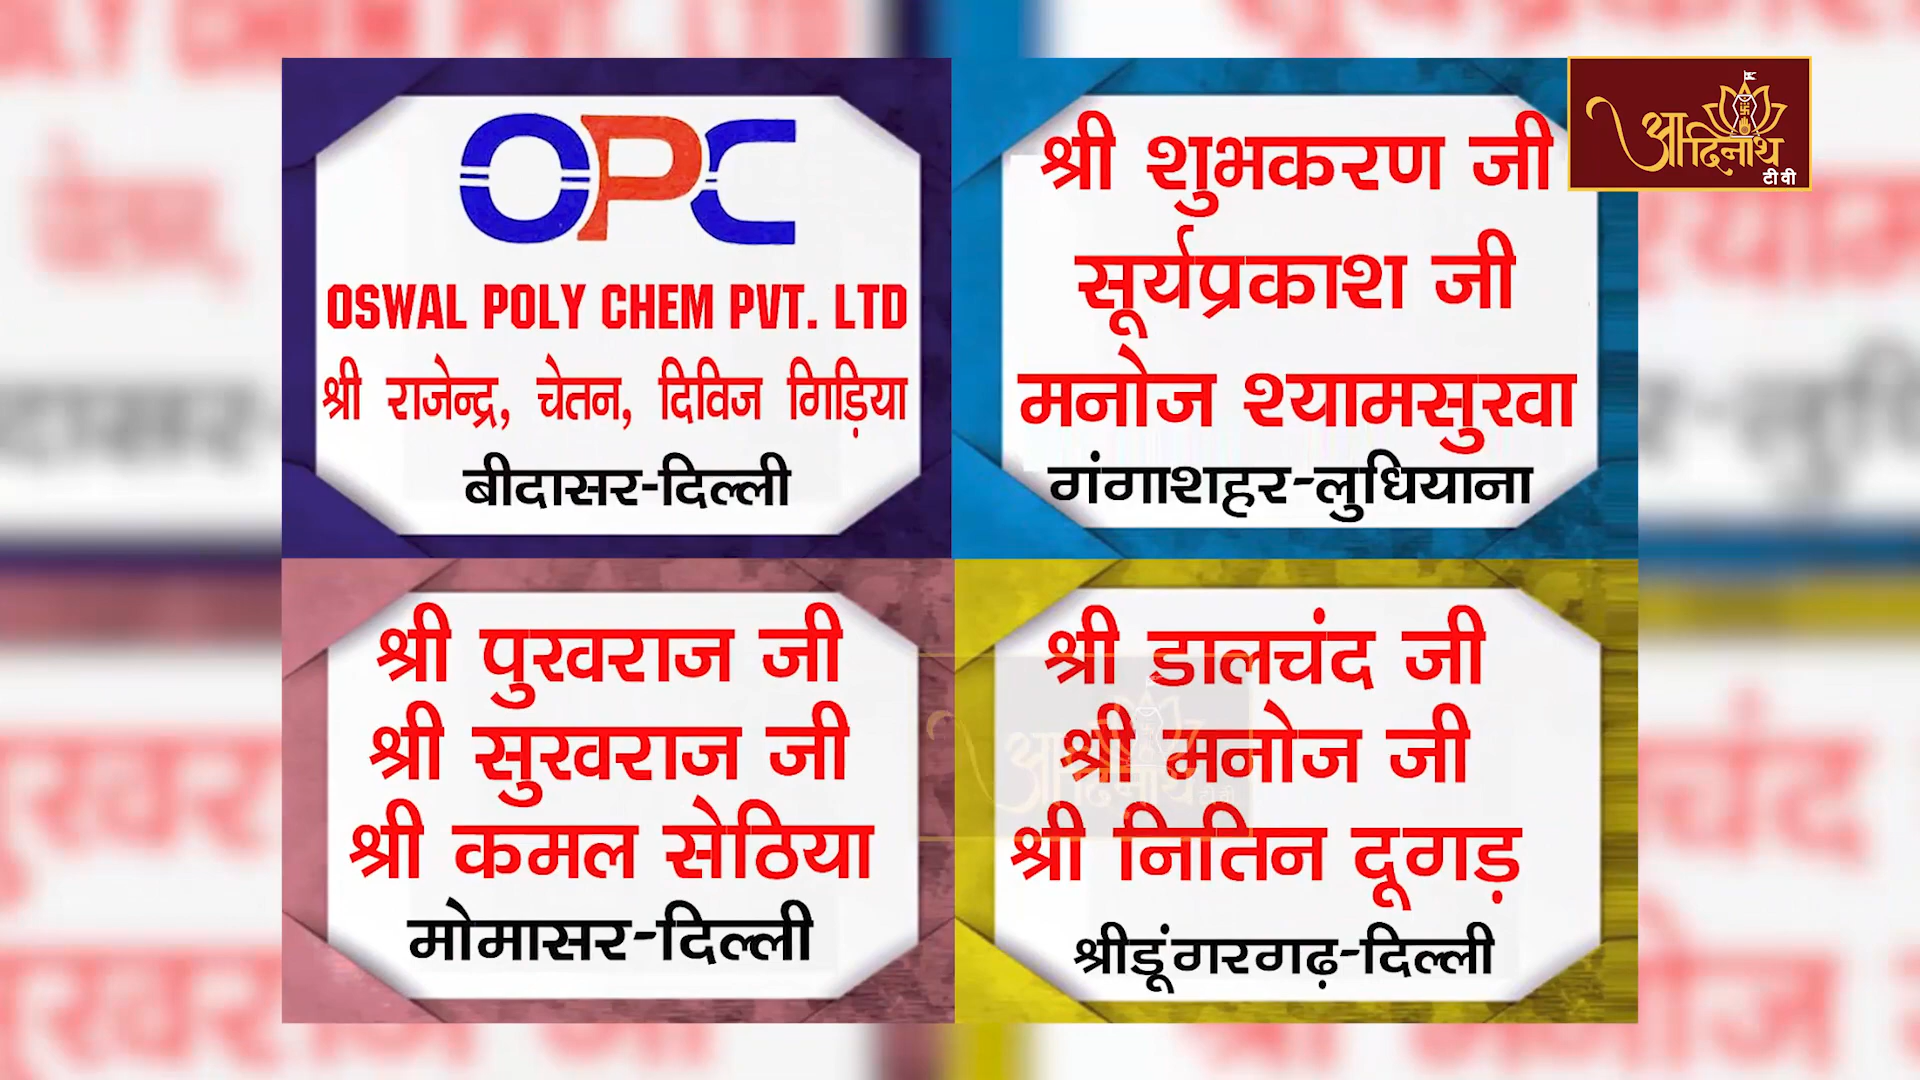 OPC
OSWAL POLY CHEM PVT. LTD
श्री राजेन्द्र, चेतन, दिविज गिड़िया
बीदासर-दिल्ली
श्री शुभकरण जी
सूर्यप्रकाश जी
मनोज श्यामसुखा
गंगाशहर-लुधियाना
आदिनाथ
टी वी
श्री पुखराज जी
श्री सुखराज जी
श्री कमल सेठिया
मोमासर-दिल्ली
श्री डालचंद जी
श्री मनोज जी
श्री नितिन दूगड़
श्रीडूंगरगढ़-दिल्ली
आदिनाथ
टी वी